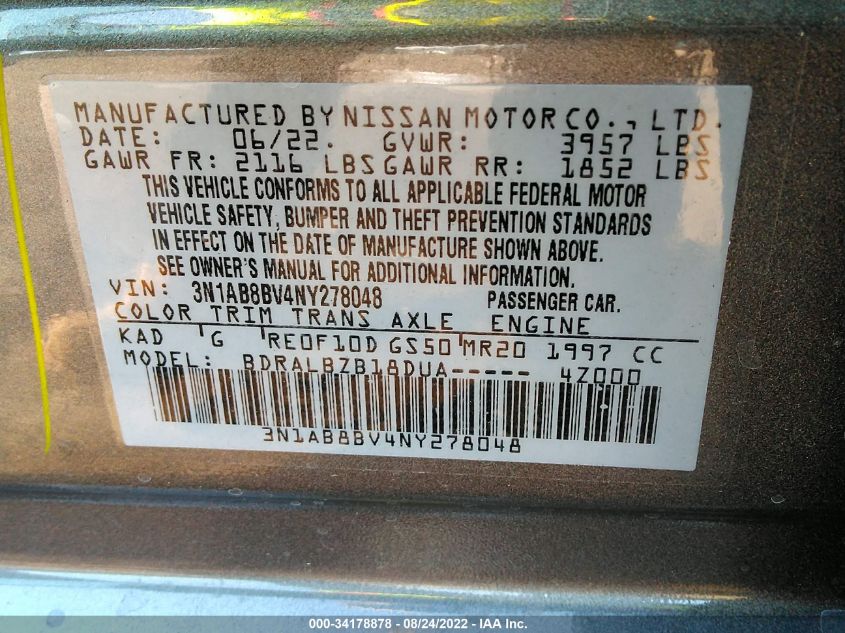 MANUFACTURED BY NISSAN MOTOR CO., LTD.
DATE: 06/22. GVWR: 3957 LBS
GAWR FR: 2116 LBS GAWR RR: 1852 LBS
THIS VEHICLE CONFORMS TO ALL APPLICABLE FEDERAL MOTOR
VEHICLE SAFETY, BUMPER AND THEFT PREVENTION STANDARDS
IN EFFECT ON THE DATE OF MANUFACTURE SHOWN ABOVE.
SEE OWNER'S MANUAL FOR ADDITIONAL INFORMATION.
VIN: 3N1AB8BV4NY278048 PASSENGER CAR.
COLOR TRIM TRANS AXLE ENGINE
KAD G RE0F10D GS50 MR20 1997 CC
MODEL: BDRALBZB18DUA----- 4Z000
3N1AB8BV4NY278048
000-34178878 - 08/24/2022 - IAA Inc.